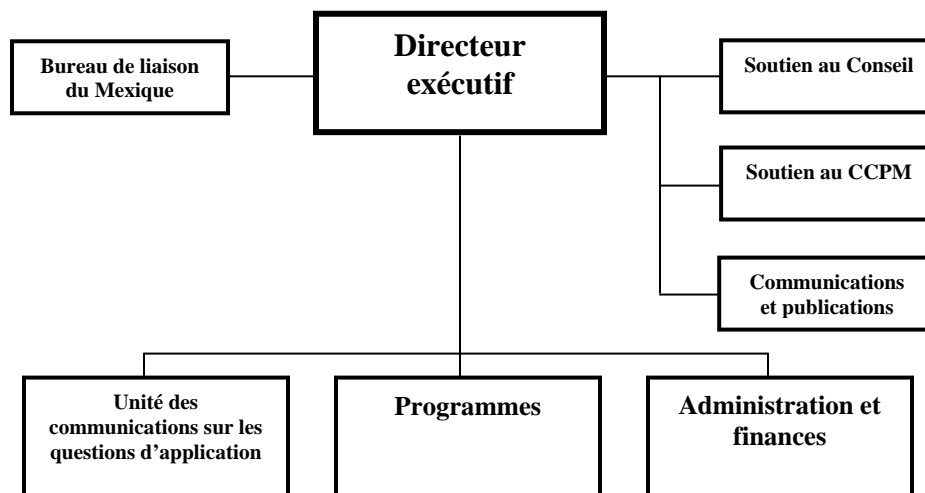 Directeur
exécutif
Bureau de liaison
du Mexique
Soutien au Conseil
Soutien au CCPM
Communications
et publications
Unité des
communications sur les
questions d’application
Programmes
Administration et
finances